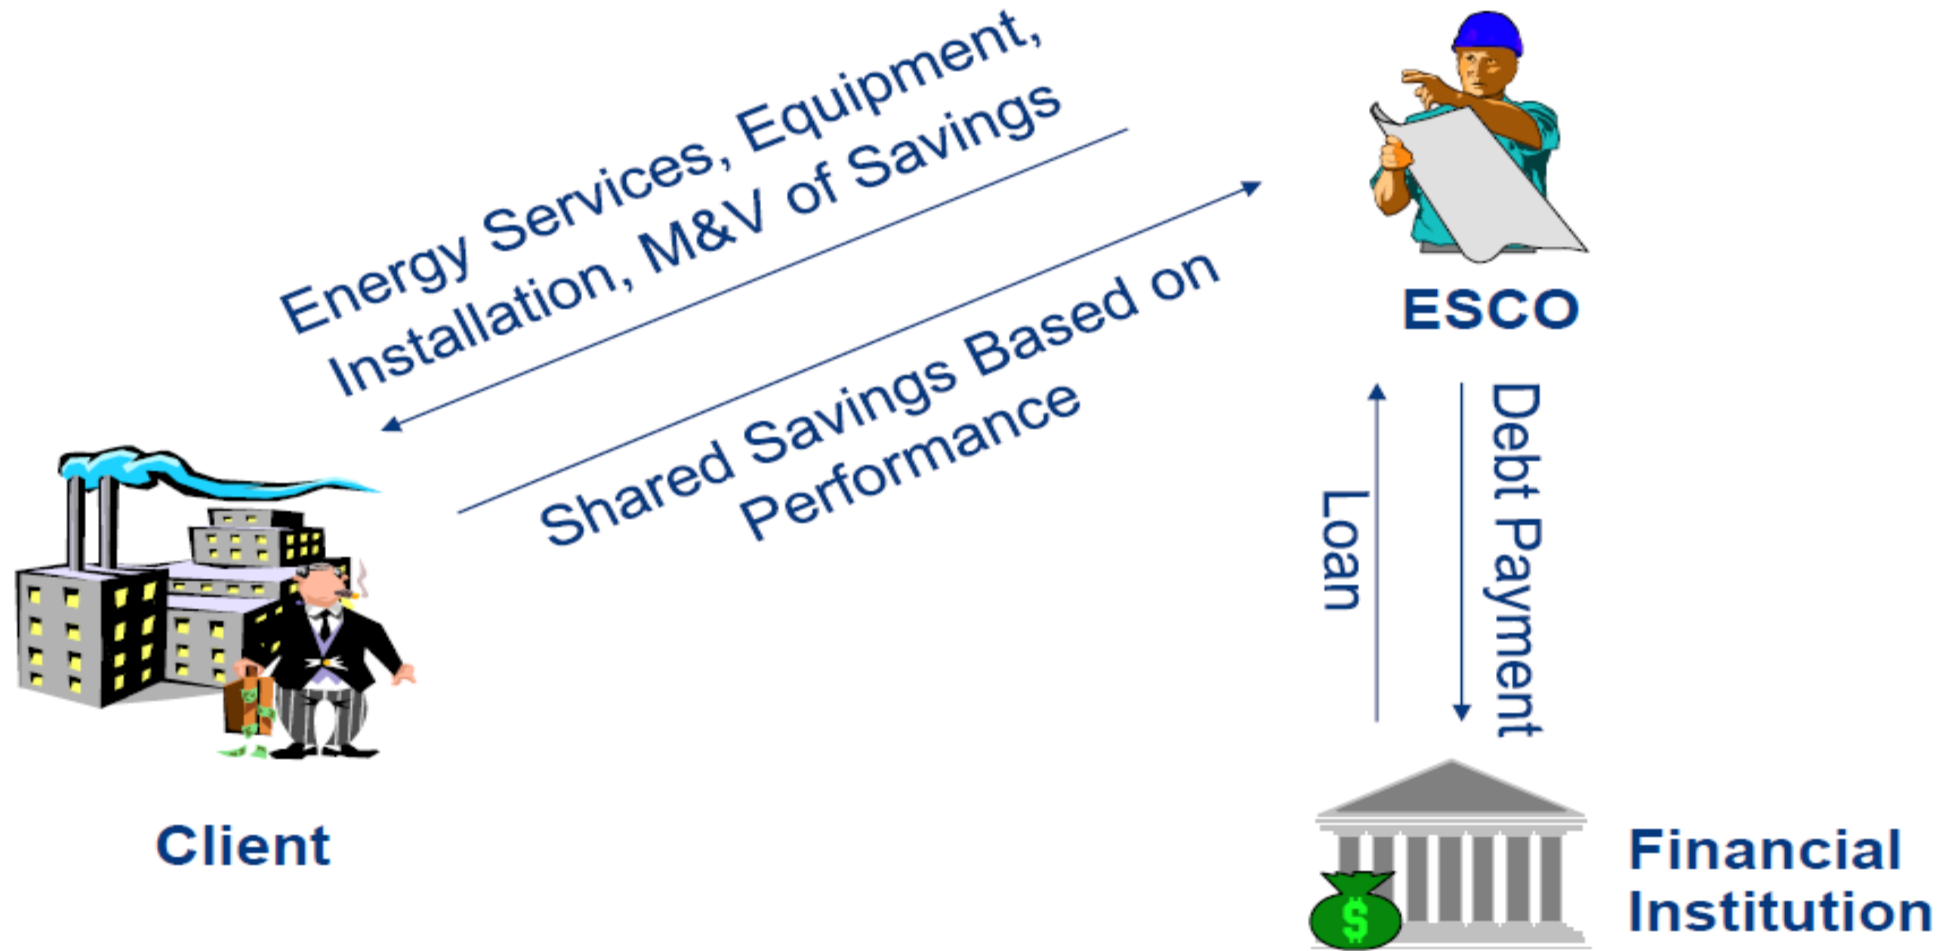 Energy Services, Equipment,
Installation, M&V of Savings
Shared Savings Based on
Performance
ESCO
Loan
Debt Payment
Client
Financial
Institution
$